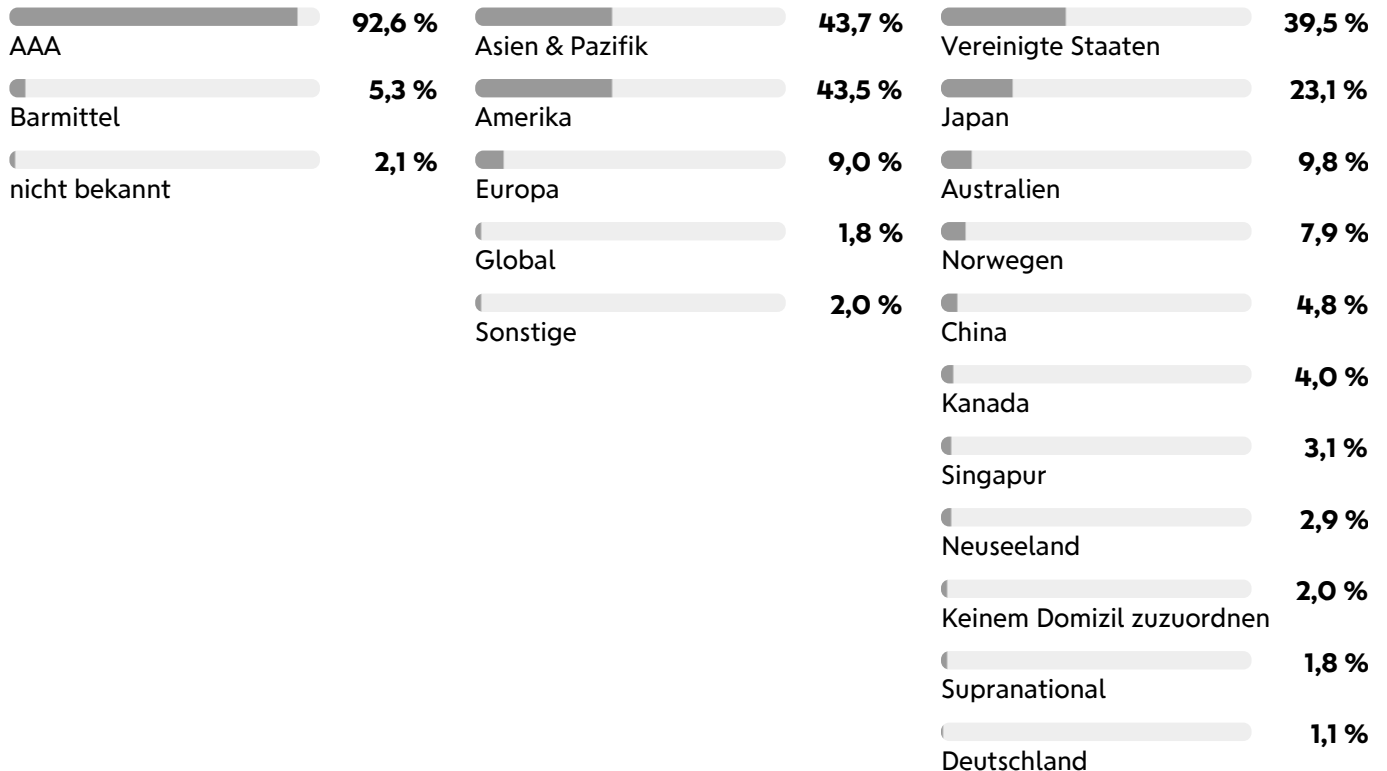 92,6 %
AAA
5,3 %
Barmittel
2,1 %
nicht bekannt
43,7 %
Asien & Pazifik
43,5 %
Amerika
9,0 %
Europa
1,8 %
Global
2,0 %
Sonstige
39,5 %
Vereinigte Staaten
23,1 %
Japan
9,8 %
Australien
7,9 %
Norwegen
4,8 %
China
4,0 %
Kanada
3,1 %
Singapur
2,9 %
Neuseeland
2,0 %
Keinem Domizil zuzuordnen
1,8 %
Supranational
1,1 %
Deutschland